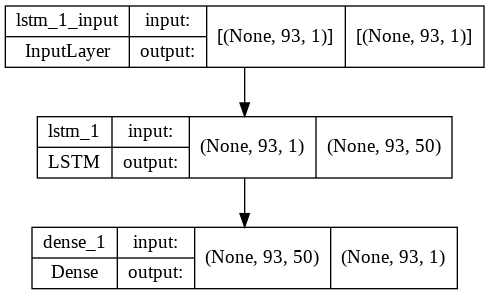 lstm_1_input input: [(None, 93, 1)] [(None, 93, 1)]
InputLayer output:
lstm_1 input: (None, 93, 1) (None, 93, 50)
LSTM output:
dense_1 input: (None, 93, 50) (None, 93, 1)
Dense output: